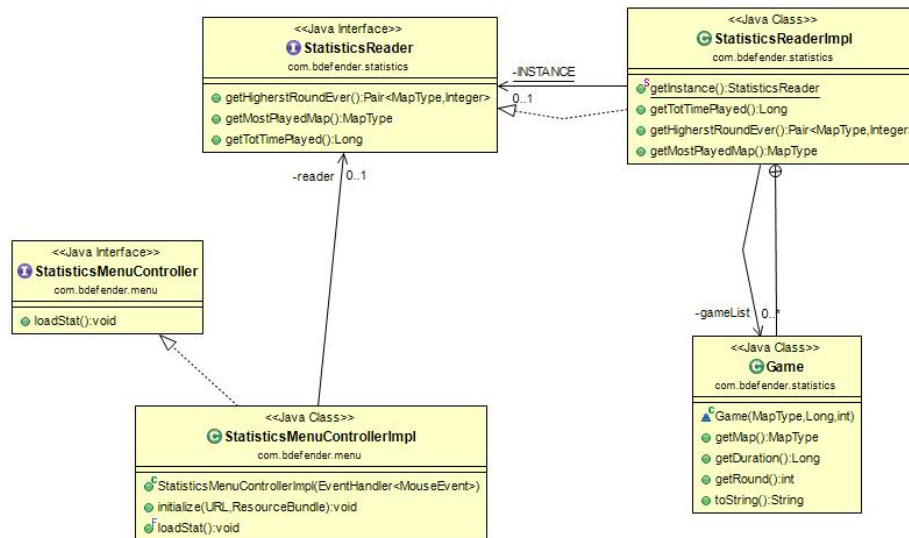 <<Java Interface>>
StatisticsReader
com.bdefender.statistics
getHigherstRoundEver():Pair<MapType,Integer>
getMostPlayedMap():MapType
getTotTimePlayed():Long
-INSTANCE
0..1
<<Java Class>>
StatisticsReaderImpl
com.bdefender.statistics
getInstance():StatisticsReader
getTotTimePlayed():Long
getHigherstRoundEver():Pair<MapType,Integer>
getMostPlayedMap():MapType
-reader
0..1
<<Java Interface>>
StatisticsMenuController
com.bdefender.menu
loadStat():void
-gameList
0..*
<<Java Class>>
Game
com.bdefender.statistics
Game(MapType,Long,int)
getMap():MapType
getDuration():Long
getRound():int
toString():String
<<Java Class>>
StatisticsMenuControllerImpl
com.bdefender.menu
StatisticsMenuControllerImpl(EventHandler<MouseEvent>)
initialize(URL,ResourceBundle):void
loadStat():void